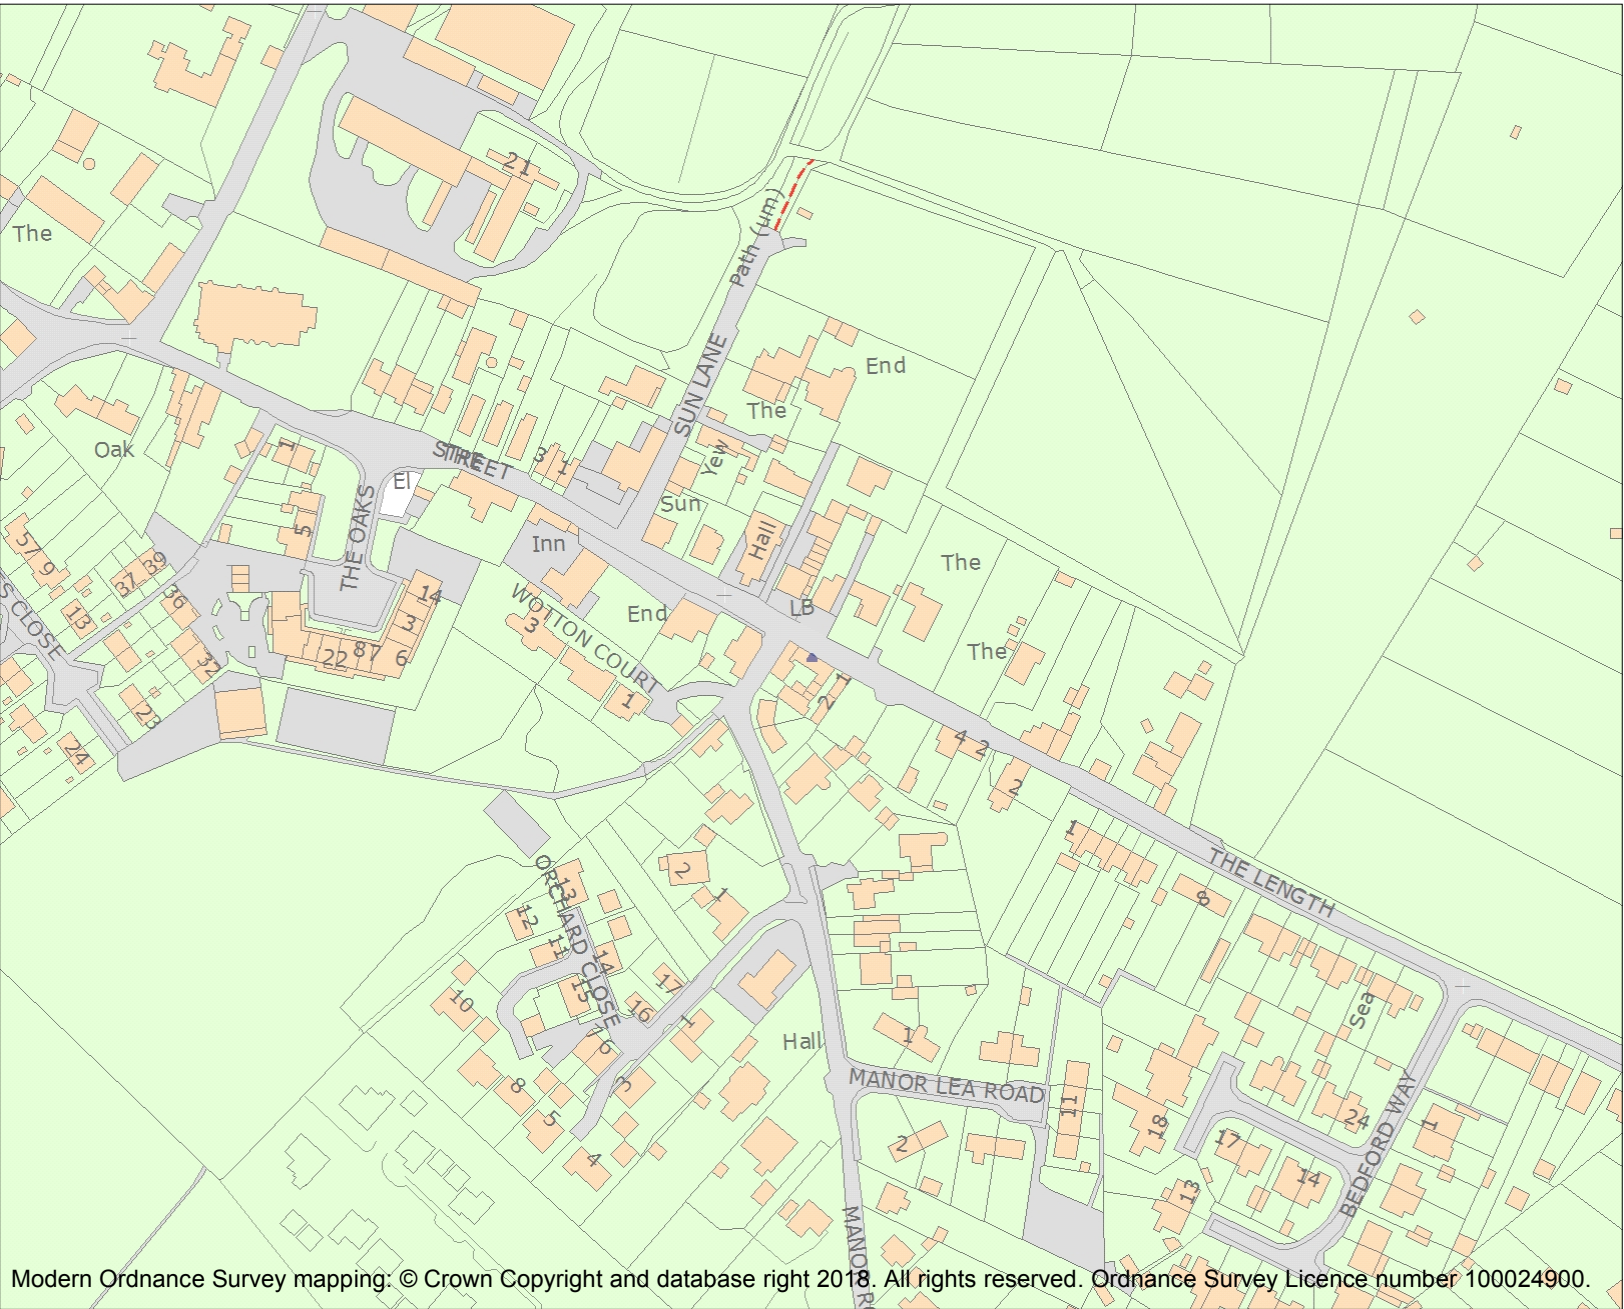 21
The
Path (um)
SUN LANE
End
The
Oak
1
STREET
3
1
Yew
El
Sun
THE OAKS
5
Inn
Hall
The
57
9
37
39
36
14
3
6
7
8
22
WOTTON COURT
3
1
End
LB
The
S CLOSE
13
32
23
24
1
2
4
2
2
1
THE LENGTH
8
ORCHARD CLOSE
13
12
11
14
15
2
1
17
16
1
10
7
6
8
3
5
4
Hall
1
MANOR LEA ROAD
11
2
18
Sea
24
17
14
13
1
BEDFORD WAY
MANOR RO
Modern Ordnance Survey mapping: © Crown Copyright and database right 2018. All rights reserved. Ordnance Survey Licence number 100024900.